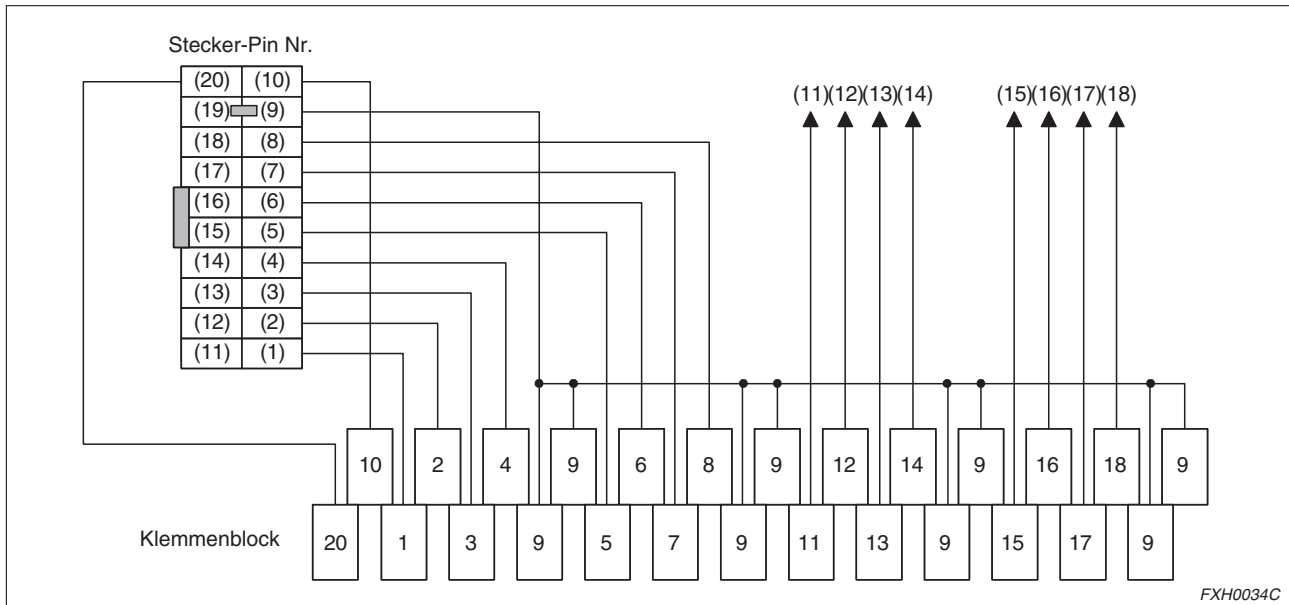 Stecker-Pin Nr.
(20) (10)
(19) (9)
(18) (8)
(17) (7)
(16) (6)
(15) (5)
(14) (4)
(13) (3)
(12) (2)
(11) (1)
(11)(12)(13)(14) (15)(16)(17)(18)
10 2 4 9 6 8 9 12 14 9 16 18 9
Klemmenblock 20 1 3 9 5 7 9 11 13 9 15 17 9
FXH0034C